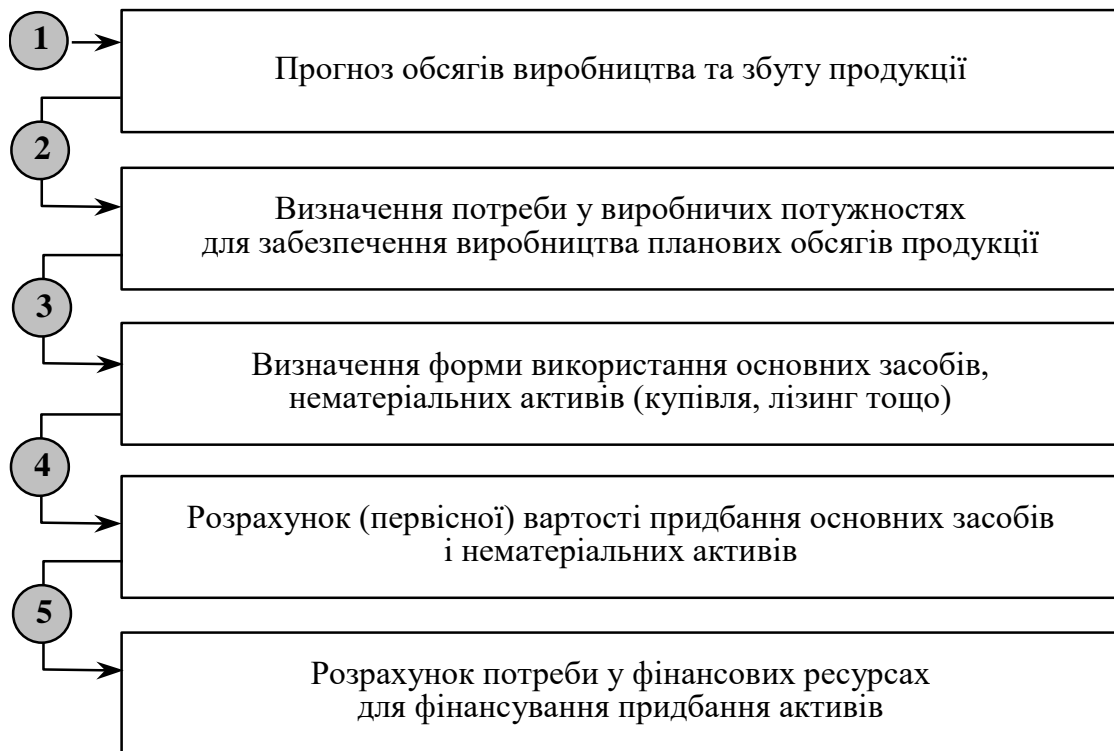 1
Прогноз обсягів виробництва та збуту продукції
2
Визначення потреби у виробничих потужностях
для забезпечення виробництва планових обсягів продукції
3
Визначення форми використання основних засобів,
нематеріальних активів (купівля, лізинг тощо)
4
Розрахунок (первісної) вартості придбання основних засобів
і нематеріальних активів
5
Розрахунок потреби у фінансових ресурсах
для фінансування придбання активів